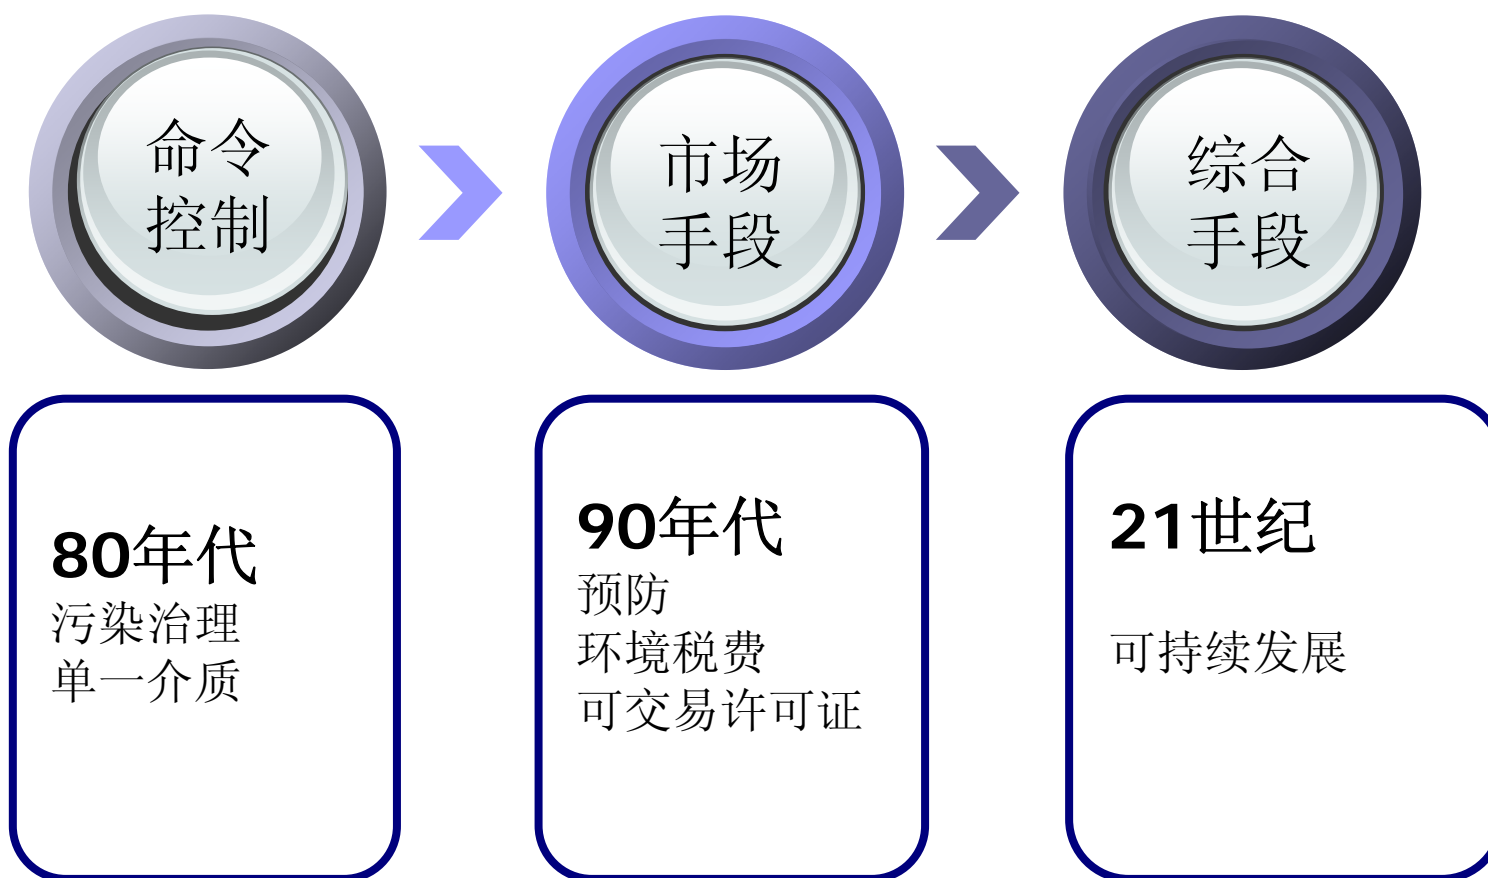 命令
控制
市场
手段
综合
手段
80年代
污染治理
单一介质
90年代
预防
环境税费
可交易许可证
21世纪
可持续发展